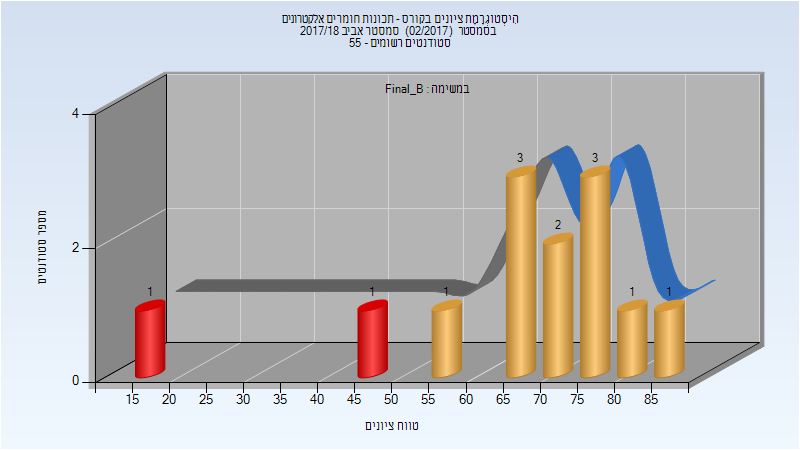 היסטוגרמת ציונים בקורס - תכונות חומרים אלקטרונים
בסמסטר (02/2017) סמסטר אביב 2017/18
סטודנטים רשומים - 55
במשימה : Final_B
מספר סטודנטים
4
2
0
1
1
1
3
2
3
1
1
15 20 25 30 35 40 45 50 55 60 65 70 75 80 85
טווח ציונים